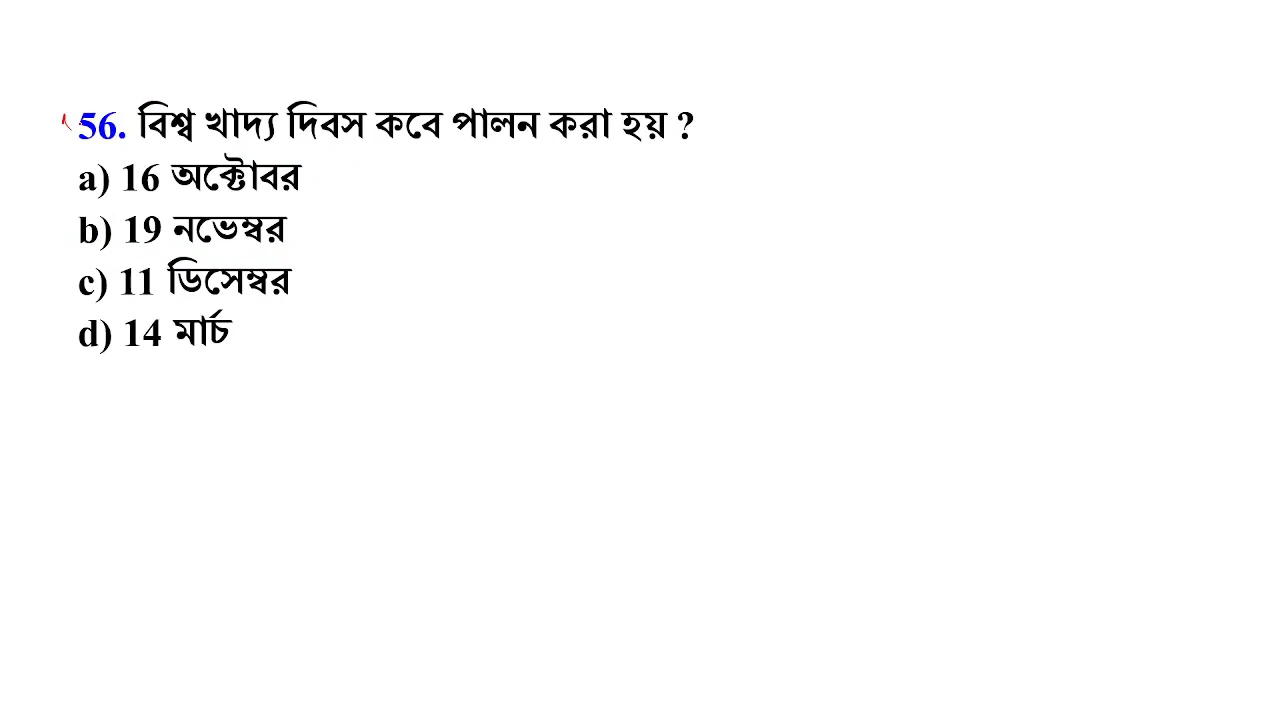 56. বিশ্ব খাদ্য দিবস কবে পালন করা হয় ?
a) 16 অক্টোবর
b) 19 নভেম্বর
c) 11 ডিসেম্বর
d) 14 মার্চ